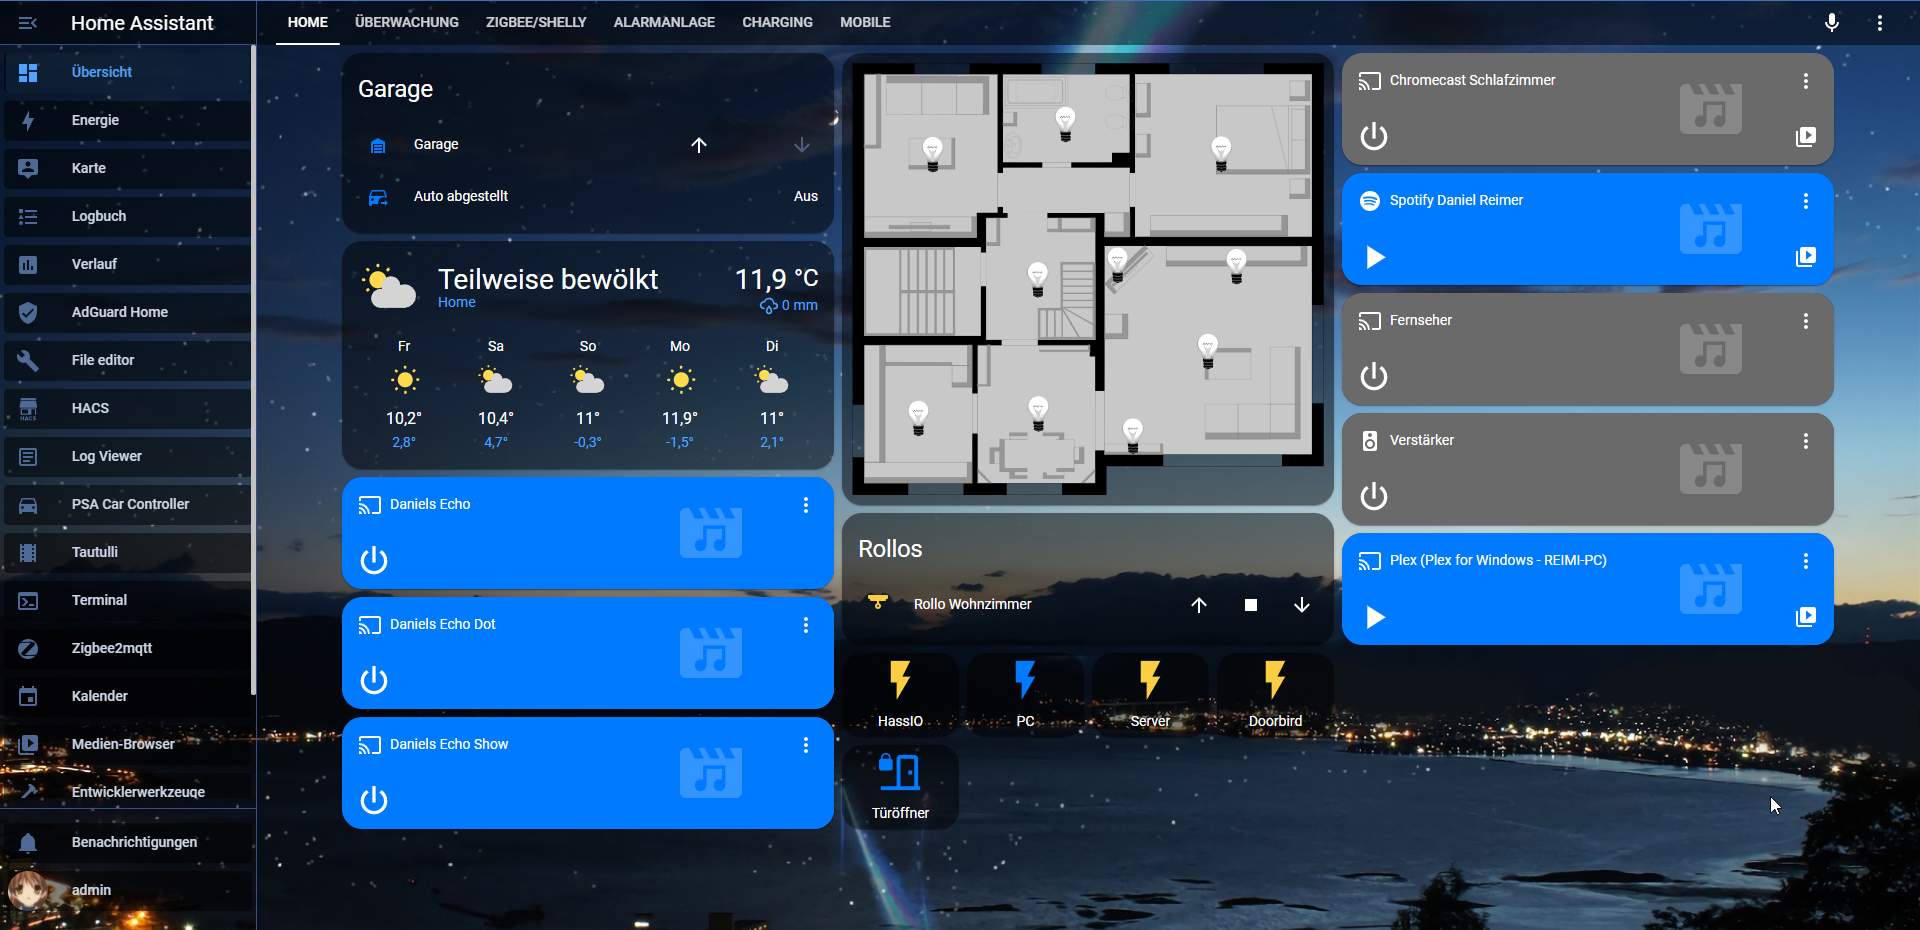 Home Assistant
Übersicht
Energie
Karte
Logbuch
Verlauf
AdGuard Home
File editor
HACS
HACS
Log Viewer
PSA Car Controller
Tautulli
Terminal
Zigbee2mqtt
Kalender
Medien-Browser
Entwicklerwerkzeuge
Benachrichtigungen
admin
HOME ÜBERWACHUNG ZIGBEE/SHELLY ALARMANLAGE CHARGING MOBILE
Garage
Garage
Auto abgestellt Aus
Teilweise bewölkt 11,9 °C
Home 0 mm
Fr Sa So Mo Di
10,2° 10,4° 11° 11,9° 11°
2,8° 4,7° -0,3° -1,5° 2,1°
Daniels Echo
Daniels Echo Dot
Daniels Echo Show
Rollos
Rollo Wohnzimmer
HassIO PC Server Doorbird
Türöffner
Chromecast Schlafzimmer
Spotify Daniel Reimer
Fernseher
Verstärker
Plex (Plex for Windows - REIMI-PC)